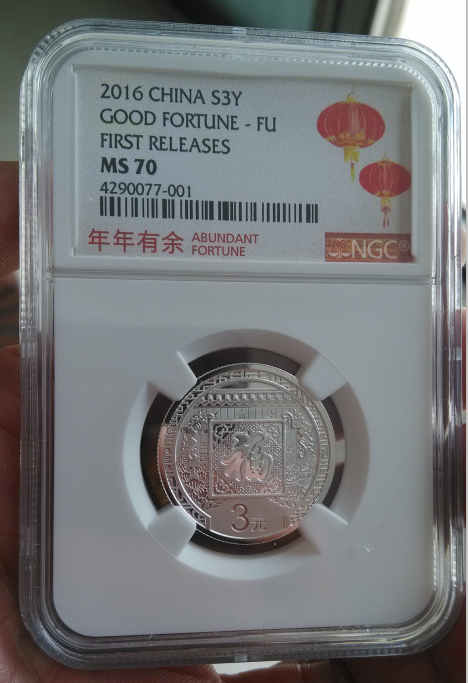 2016 CHINA S3Y
GOOD FORTUNE - FU
FIRST RELEASES
MS 70
4290077-001
年年有余 ABUNDANT
FORTUNE
NGC®
福
3元